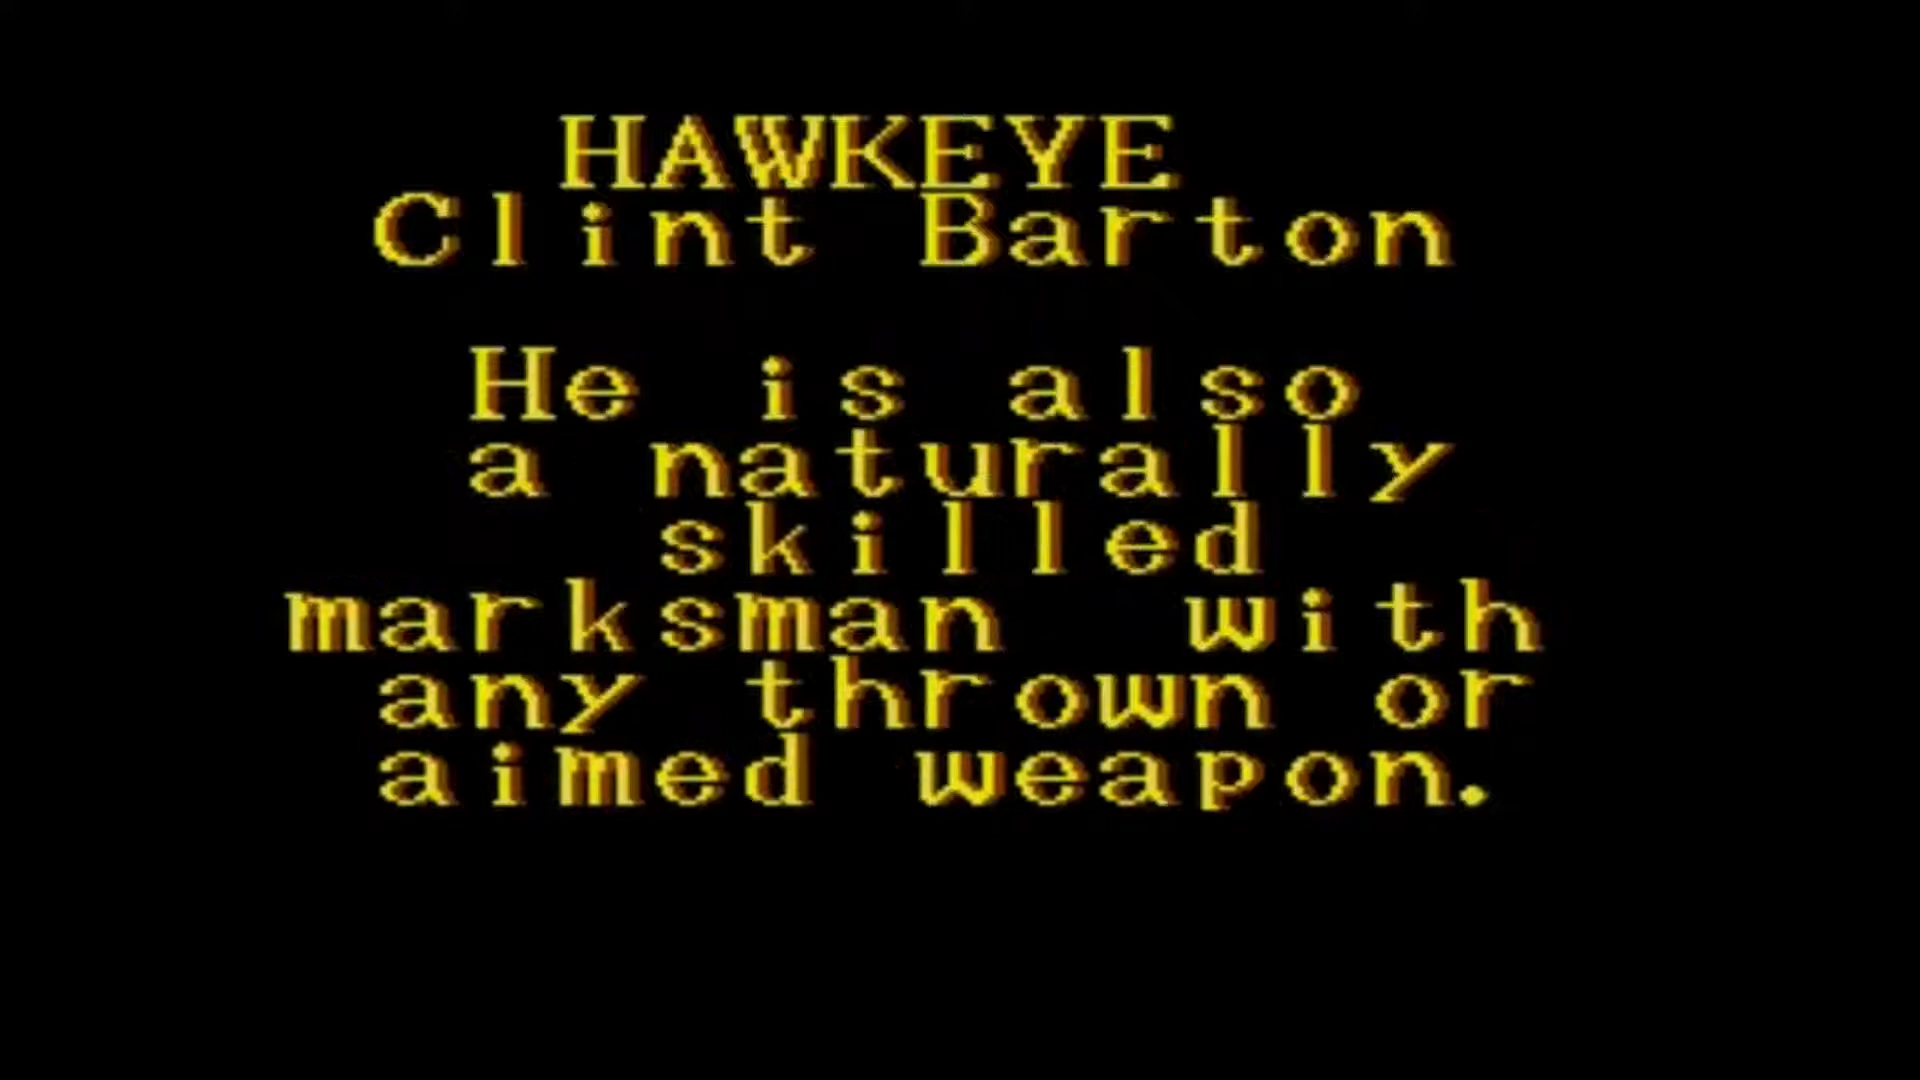 HAWKEYE
Clint Barton
He is also
a naturally
skilled
marksman with
any thrown or
aimed weapon.